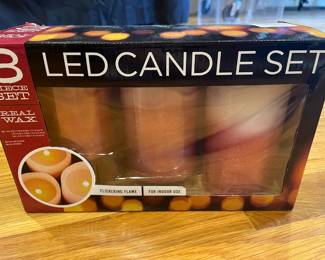 3
PIECE
SET
REAL
WAX
LED CANDLE SET
FLICKERING FLAME
FOR INDOOR USE